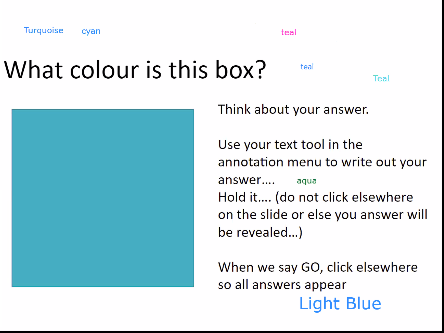 Turquoise cyan teal
What colour is this box? teal
Teal
Think about your answer.
Use your text tool in the
annotation menu to write out your
answer.... aqua
Hold it.... (do not click elsewhere
on the slide or else you answer will
be revealed...)
When we say GO, click elsewhere
so all answers appear
Light Blue